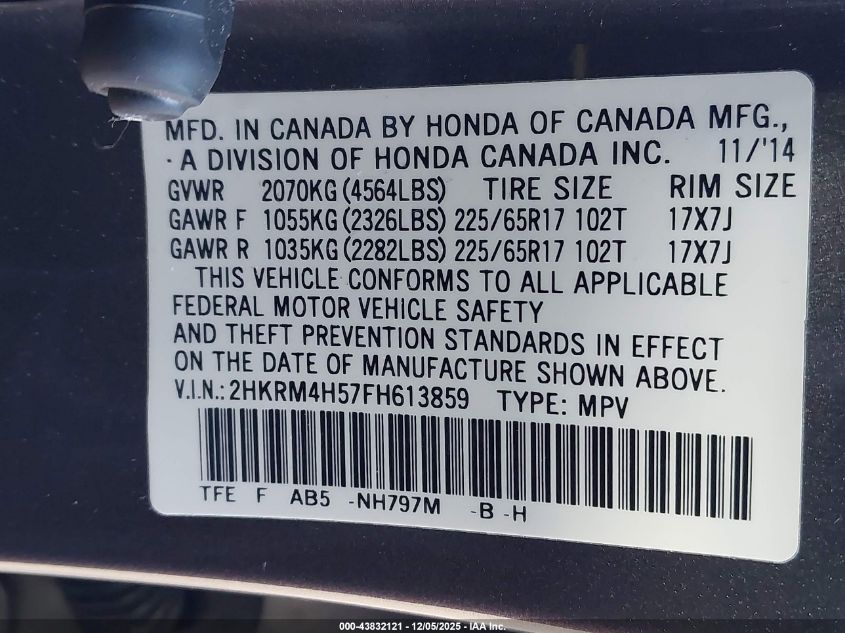 MFD. IN CANADA BY HONDA OF CANADA MFG.,
· A DIVISION OF HONDA CANADA INC. 11/'14
GVWR 2070KG (4564LBS) TIRE SIZE RIM SIZE
GAWR F 1055KG (2326LBS) 225/65R17 102T 17X7J
GAWR R 1035KG (2282LBS) 225/65R17 102T 17X7J
THIS VEHICLE CONFORMS TO ALL APPLICABLE
FEDERAL MOTOR VEHICLE SAFETY
AND THEFT PREVENTION STANDARDS IN EFFECT
ON THE DATE OF MANUFACTURE SHOWN ABOVE.
V.I.N.: 2HKRM4H57FH613859 TYPE: MPV
TFE F AB5 -NH797M -B -H
000-43832121 - 12/05/2025 - IAA Inc.